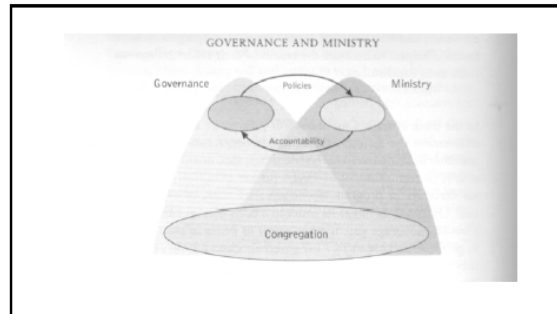 GOVERNANCE AND MINISTRY
Governance
Policies
Ministry
Accountability
Congregation